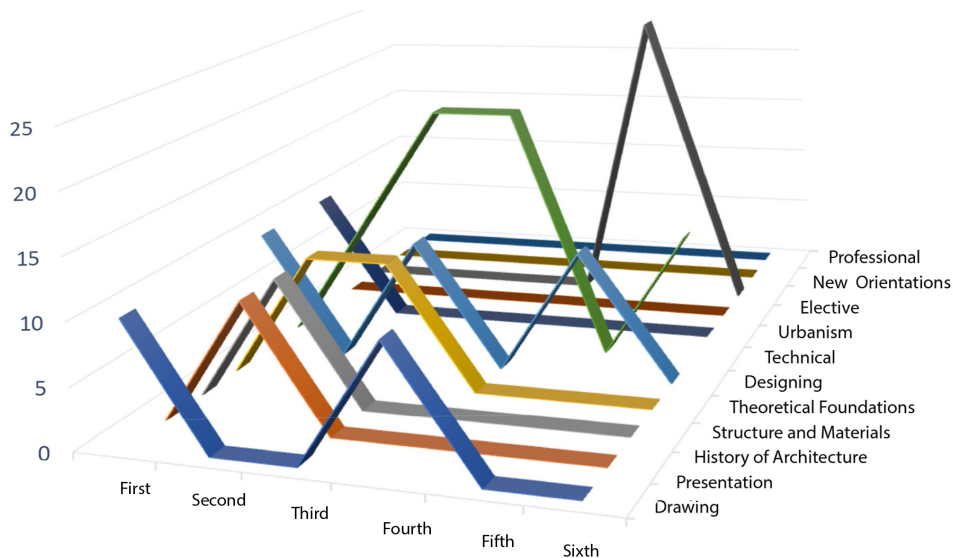 25
20
15
10
5
0
First
Second
Third
Fourth
Fifth
Sixth
Professional
New Orientations
Elective
Urbanism
Technical
Designing
Theoretical Foundations
Structure and Materials
History of Architecture
Presentation
Drawing